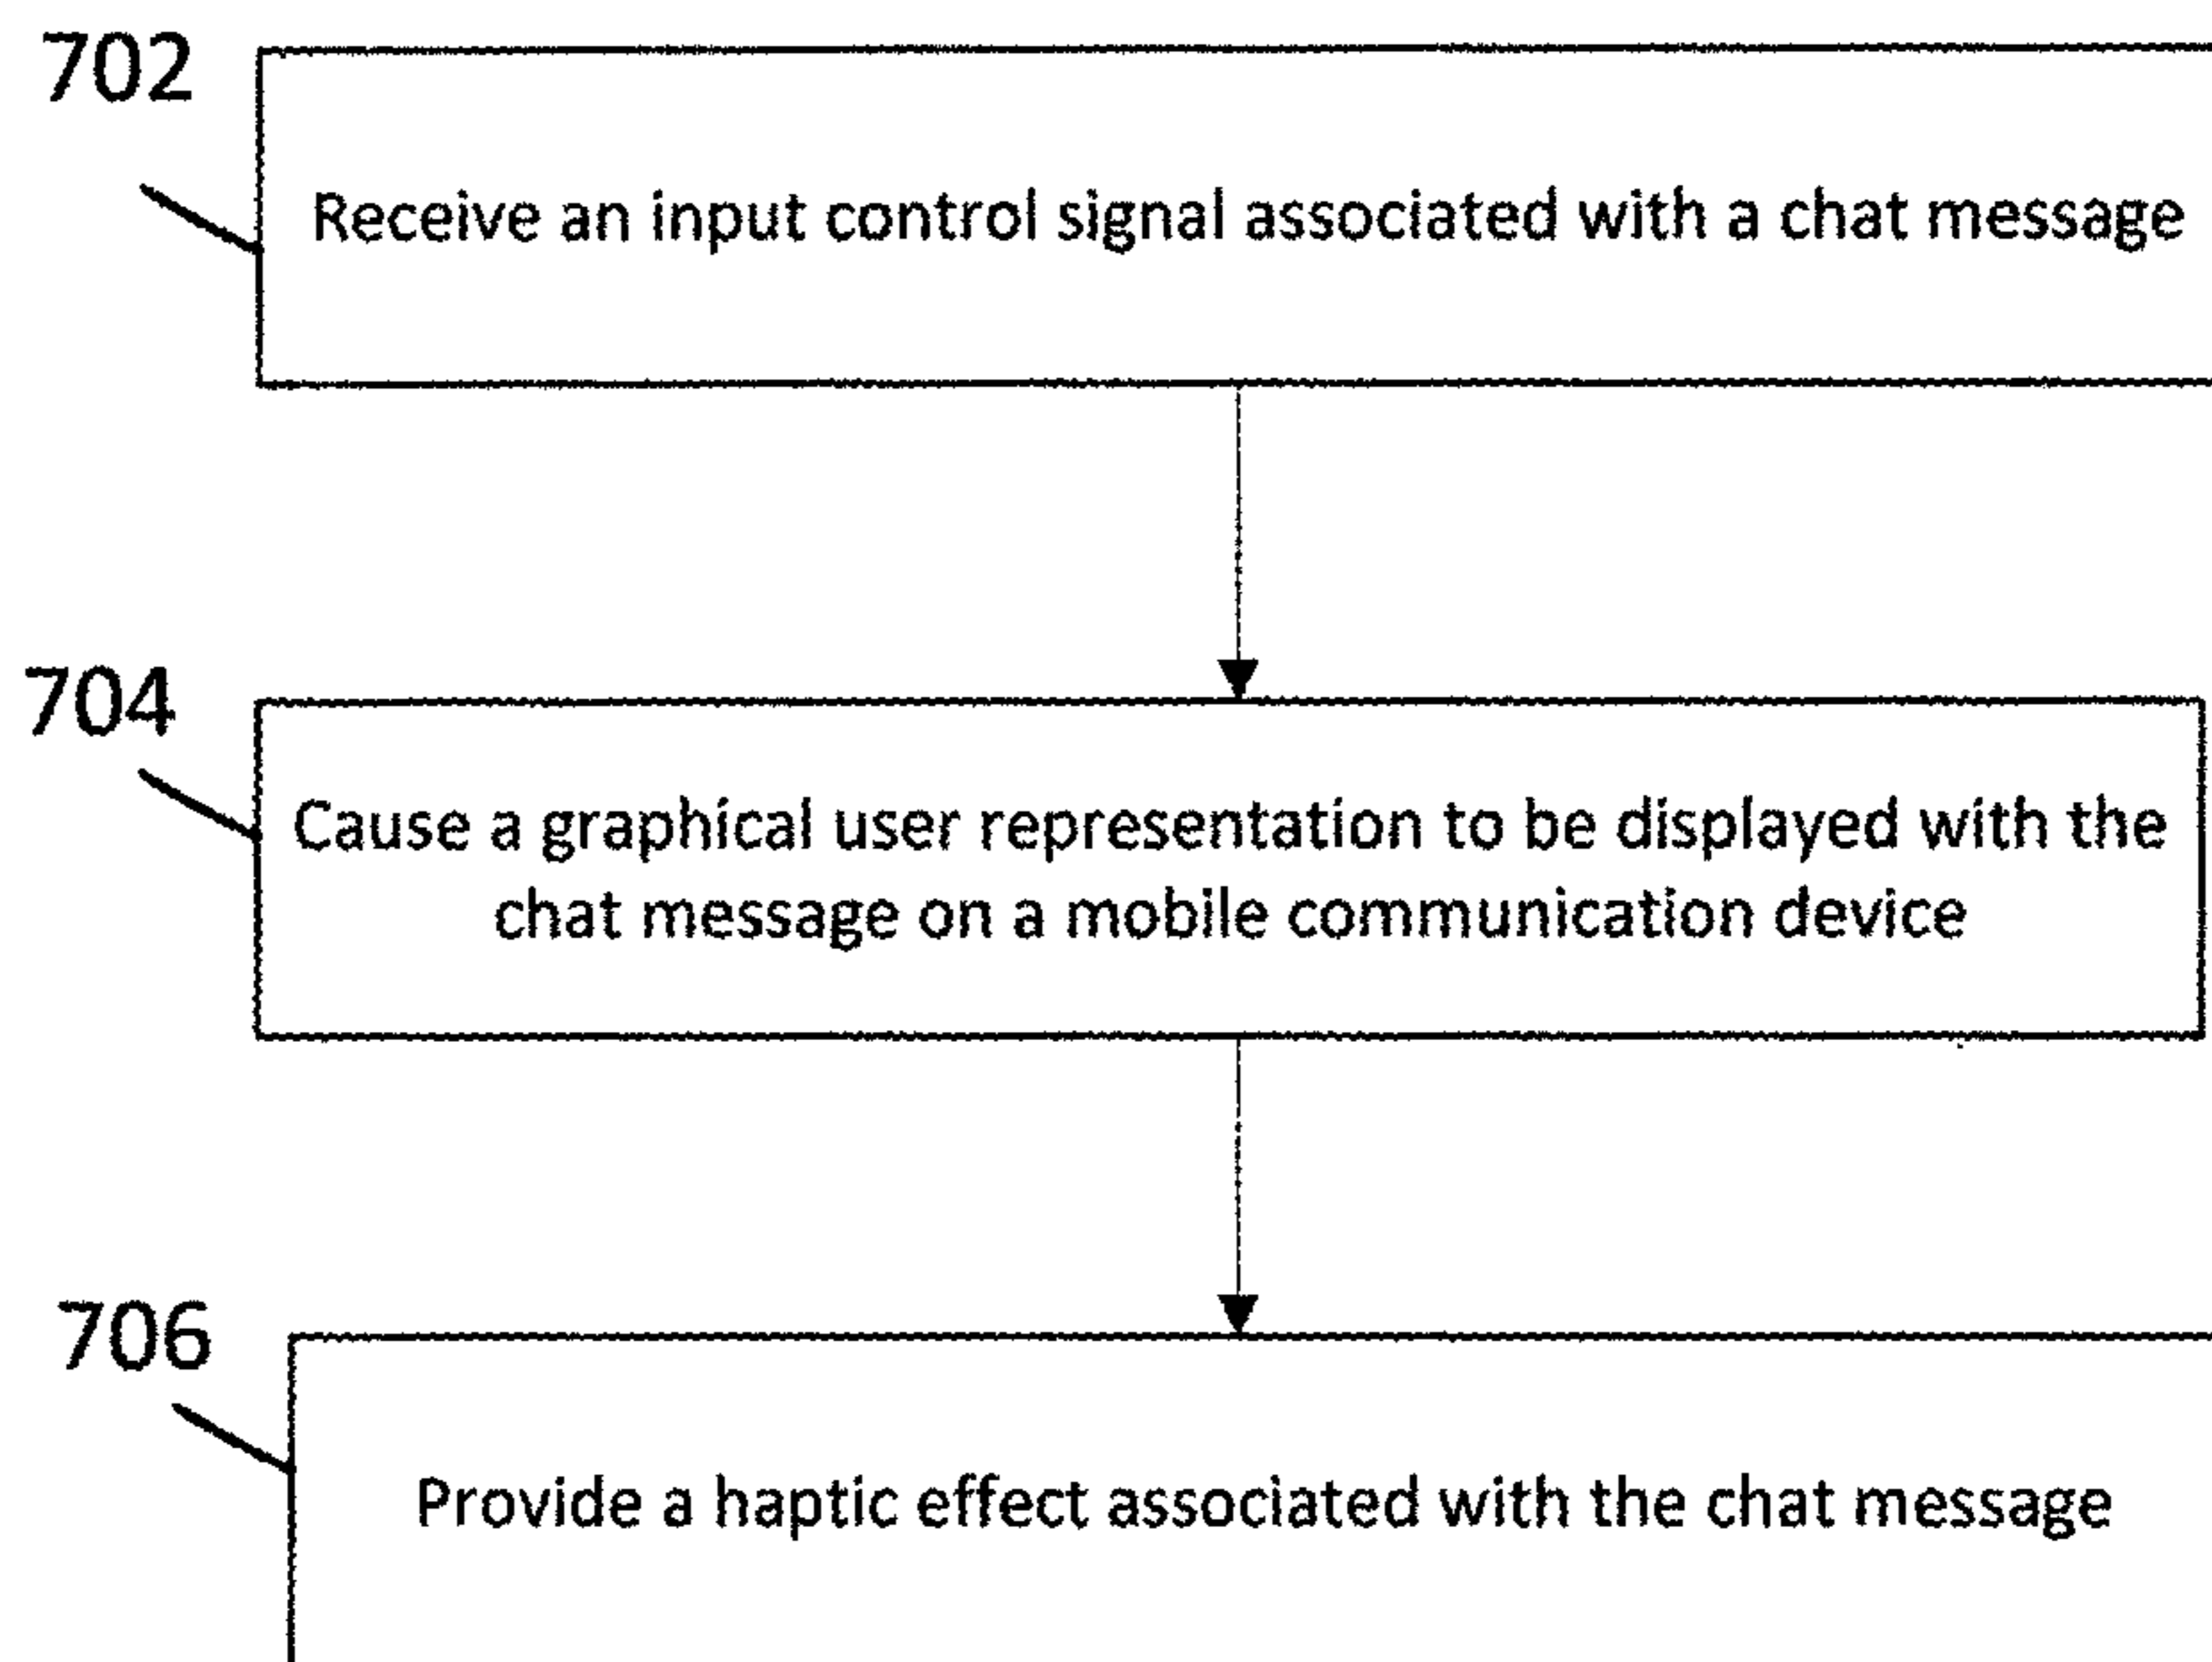 702
Receive an input control signal associated with a chat message
704
Cause a graphical user representation to be displayed with the
chat message on a mobile communication device
706
Provide a haptic effect associated with the chat message